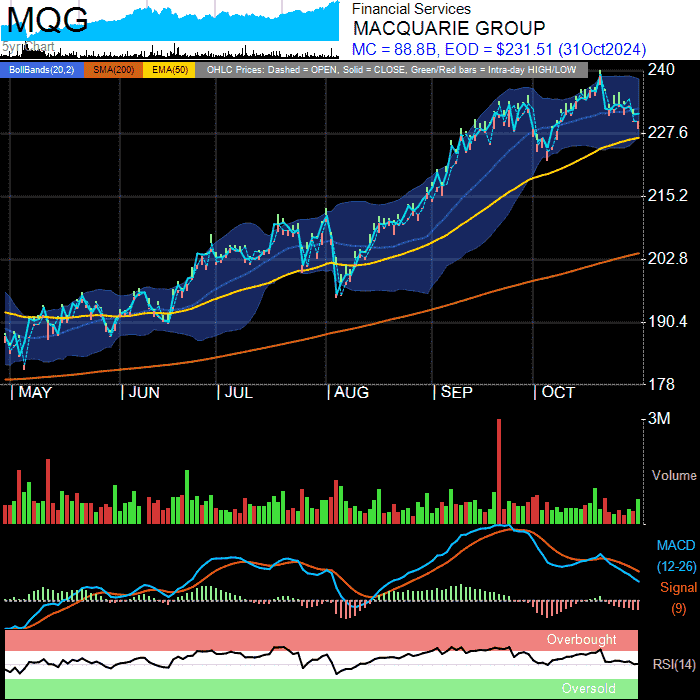 MQG
5yr Chart
Financial Services
MACQUARIE GROUP
MC = 88.8B, EOD = $231.51 (31Oct2024)
BollBands(20,2) SMA(200) EMA(50) OHLC Prices: Dashed = OPEN, Solid = CLOSE, Green/Red bars = Intra-day HIGH/LOW
240
227.6
215.2
202.8
190.4
178
MAY JUN JUL AUG SEP OCT
3M
Volume
MACD
(12-26)
Signal
(9)
Overbought
RSI(14)
Oversold